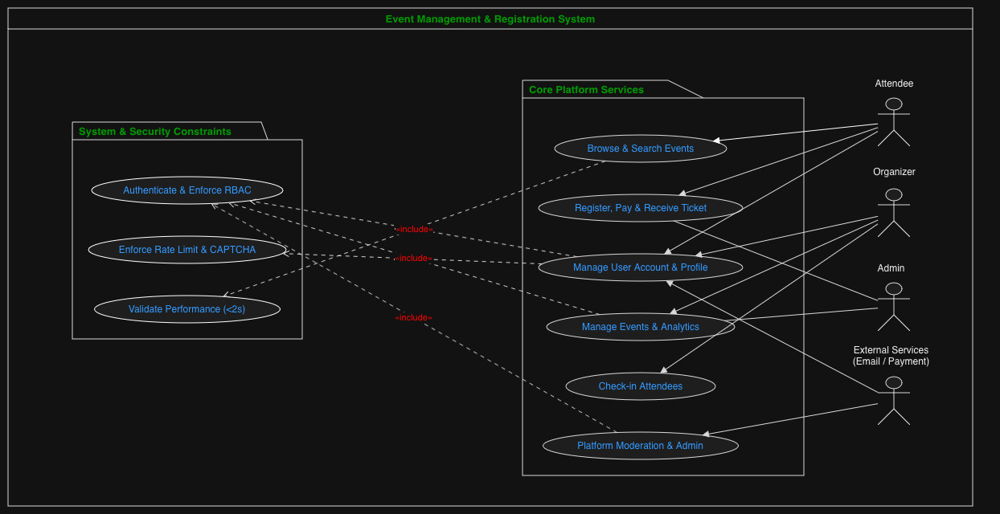 Event Management & Registration System
System & Security Constraints
Authenticate & Enforce RBAC
Enforce Rate Limit & CAPTCHA
Validate Performance (<2s)
«include»
«include»
«include»
Core Platform Services
Browse & Search Events
Register, Pay & Receive Ticket
Manage User Account & Profile
Manage Events & Analytics
Check-in Attendees
Platform Moderation & Admin
Attendee
Organizer
Admin
External Services
(Email / Payment)